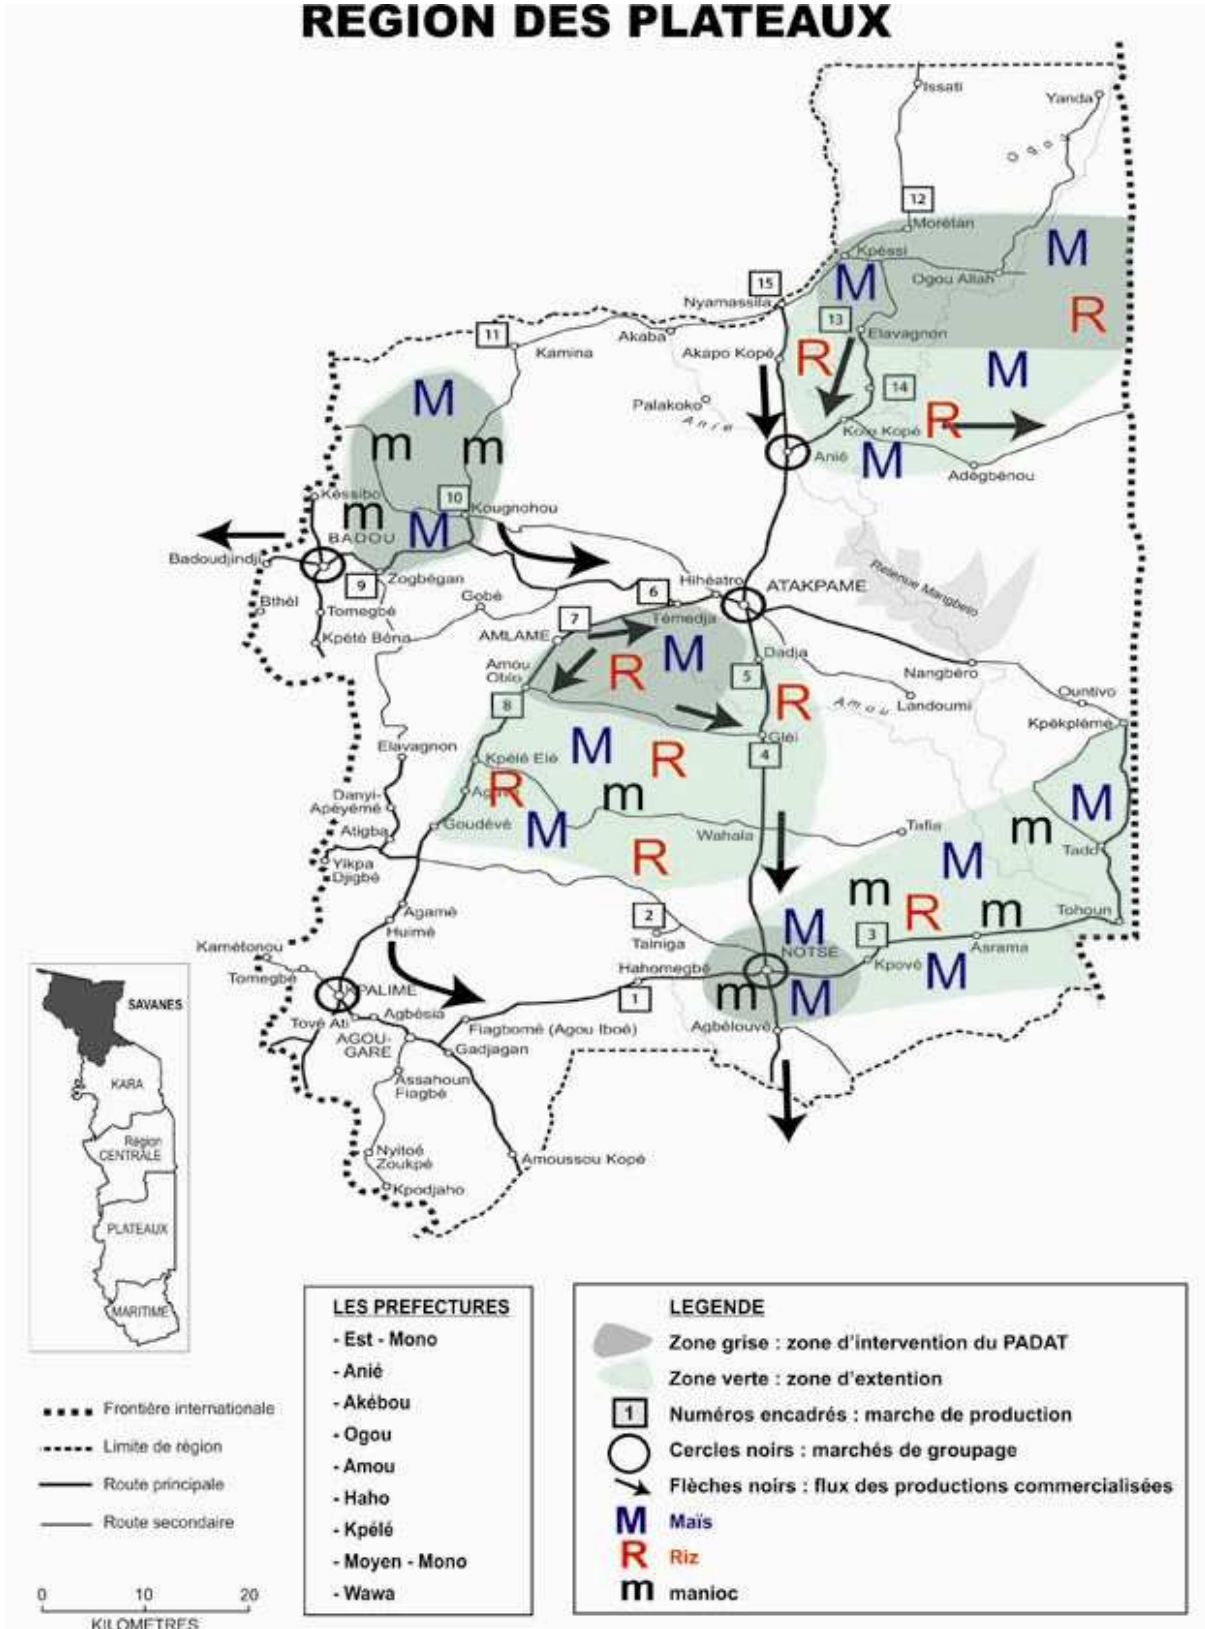 REGION DES PLATEAUX
Issati
Yanda
Ogou
12
Morétan
Kpéssi
M
Ogou Allah
M
15
Nyamassila
R
13
Elavagnon
11
Kamina
Akaba
Akapo Kopé
R
M
14
M
Palakoko
Anié
R
Kolo Kopé
m
m
Anié
M
Adégbénou
Késsibo
10
Kougnohou
m
M
BADOU
Badoudjindji
Zogbégan
9
Hihéatro
ATAKPAME
Retenue Mangbeto
Bthél
Tomegbé
Gobé
6
Témedja
7
AMLAME
Kpété Béna
M
Dadja
Amou
Oblo
R
5
Nangbéro
R
Amou
Landoumi
Ountivo
8
Kpékplémé
Elavagnon
M
Gléi
4
Kpélé Elé
R
R
m
Danyi-
Apéyémé
M
Goudévé
M
m
Atigba
Wahala
Tafia
Yikpa
Djigbé
R
M
Tado
m
2
Agamé
Huimé
M
R
m
Tohoun
Kamétonou
Tainiga
NOTSE
3
Asrama
Tomegbé
Hahomegbé
Kpové
M
KPALIME
1
m
M
Tové Ati
Agbésia
Fiagbomé (Agou Iboé)
Agbélouvé
AGOU-
GARE
Gadjagan
Assahoun
Fiagbé
Nyitoé
Zoukpé
Amoussou Kopé
Kpodjaho
SAVANES
KARA
Région
CENTRALE
PLATEAUX
MARITIME
Frontière internationale
Limite de région
Route principale
Route secondaire
0 10 20
KILOMETRES
LES PREFECTURES
- Est - Mono
- Anié
- Akébou
- Ogou
- Amou
- Haho
- Kpélé
- Moyen - Mono
- Wawa
LEGENDE
Zone grise : zone d'intervention du PADAT
Zone verte : zone d'extention
1 Numéros encadrés : marche de production
Cercles noirs : marchés de groupage
Flèches noirs : flux des productions commercialisées
M Maïs
R Riz
m manioc